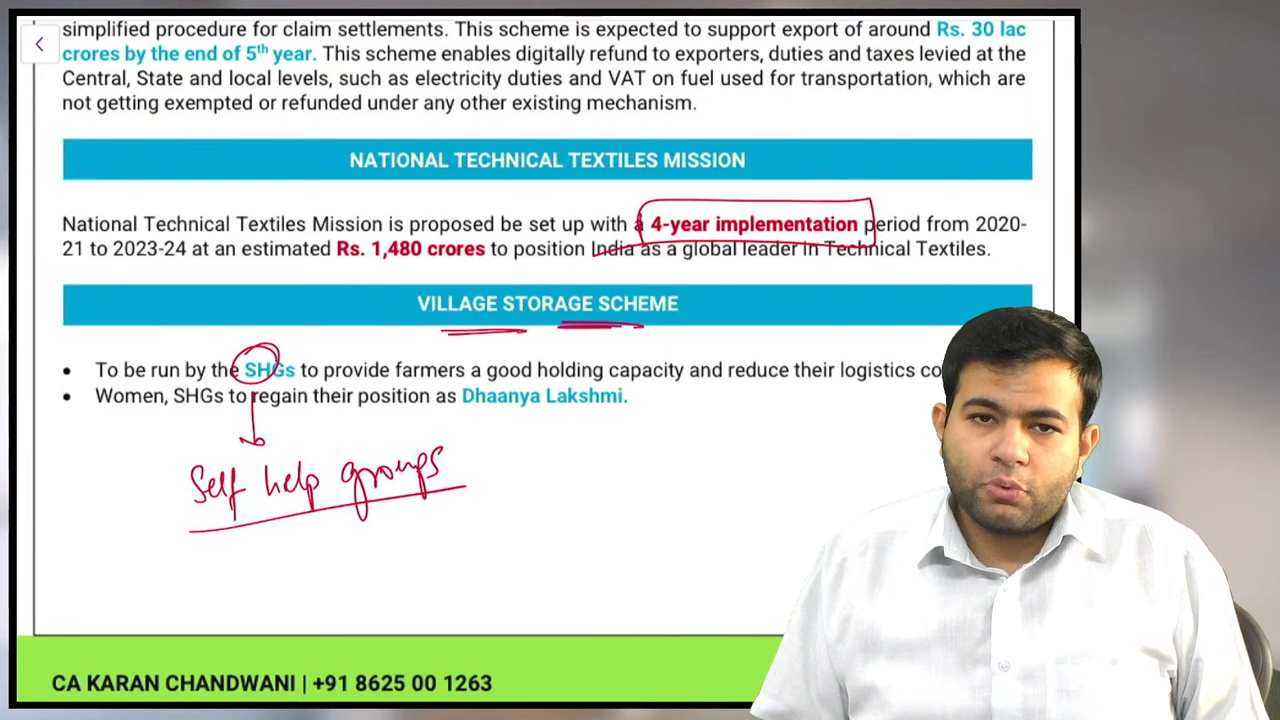 simplified procedure for claim settlements. This scheme is expected to support export of around Rs. 30 lac
crores by the end of 5th year. This scheme enables digitally refund to exporters, duties and taxes levied at the
Central, State and local levels, such as electricity duties and VAT on fuel used for transportation, which are
not getting exempted or refunded under any other existing mechanism.
NATIONAL TECHNICAL TEXTILES MISSION
National Technical Textiles Mission is proposed be set up with a 4-year implementation period from 2020-
21 to 2023-24 at an estimated Rs. 1,480 crores to position India as a global leader in Technical Textiles.
VILLAGE STORAGE SCHEME
• To be run by the SHGs to provide farmers a good holding capacity and reduce their logistics co
• Women, SHGs to regain their position as Dhaanya Lakshmi.
Self help groups
CA KARAN CHANDWANI | +91 8625 00 1263